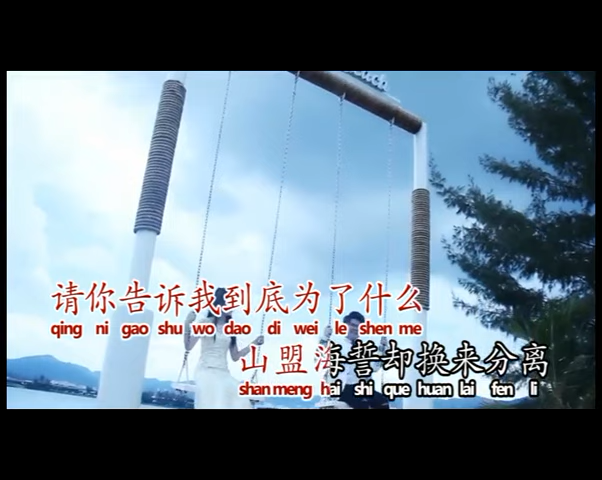 请你告诉我到底为了什么
qing ni gao shu wo dao di wei le shen me
山盟海誓却换来分离
shan meng hai shi que huan lai fen li